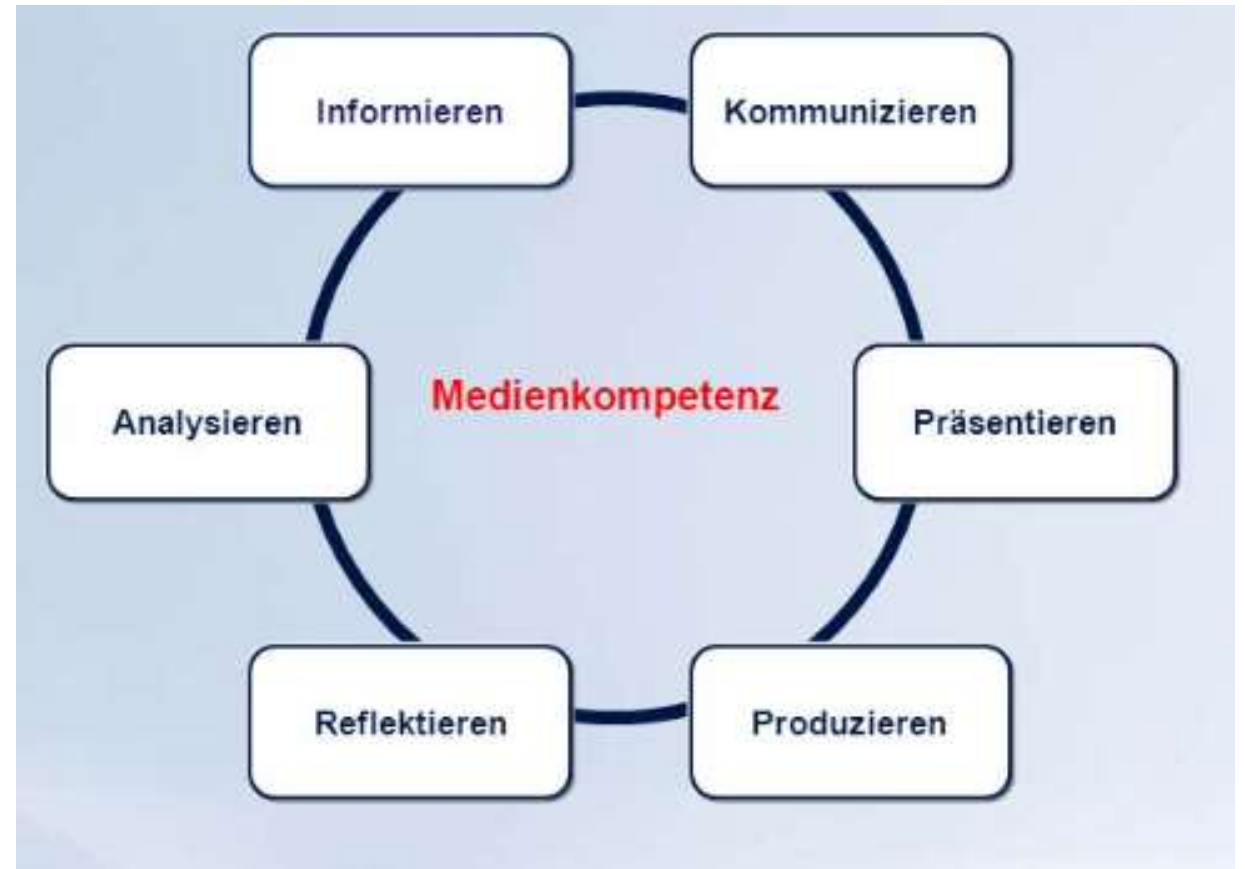 Informieren
Kommunizieren
Analysieren
Medienkompetenz
Präsentieren
Reflektieren
Produzieren